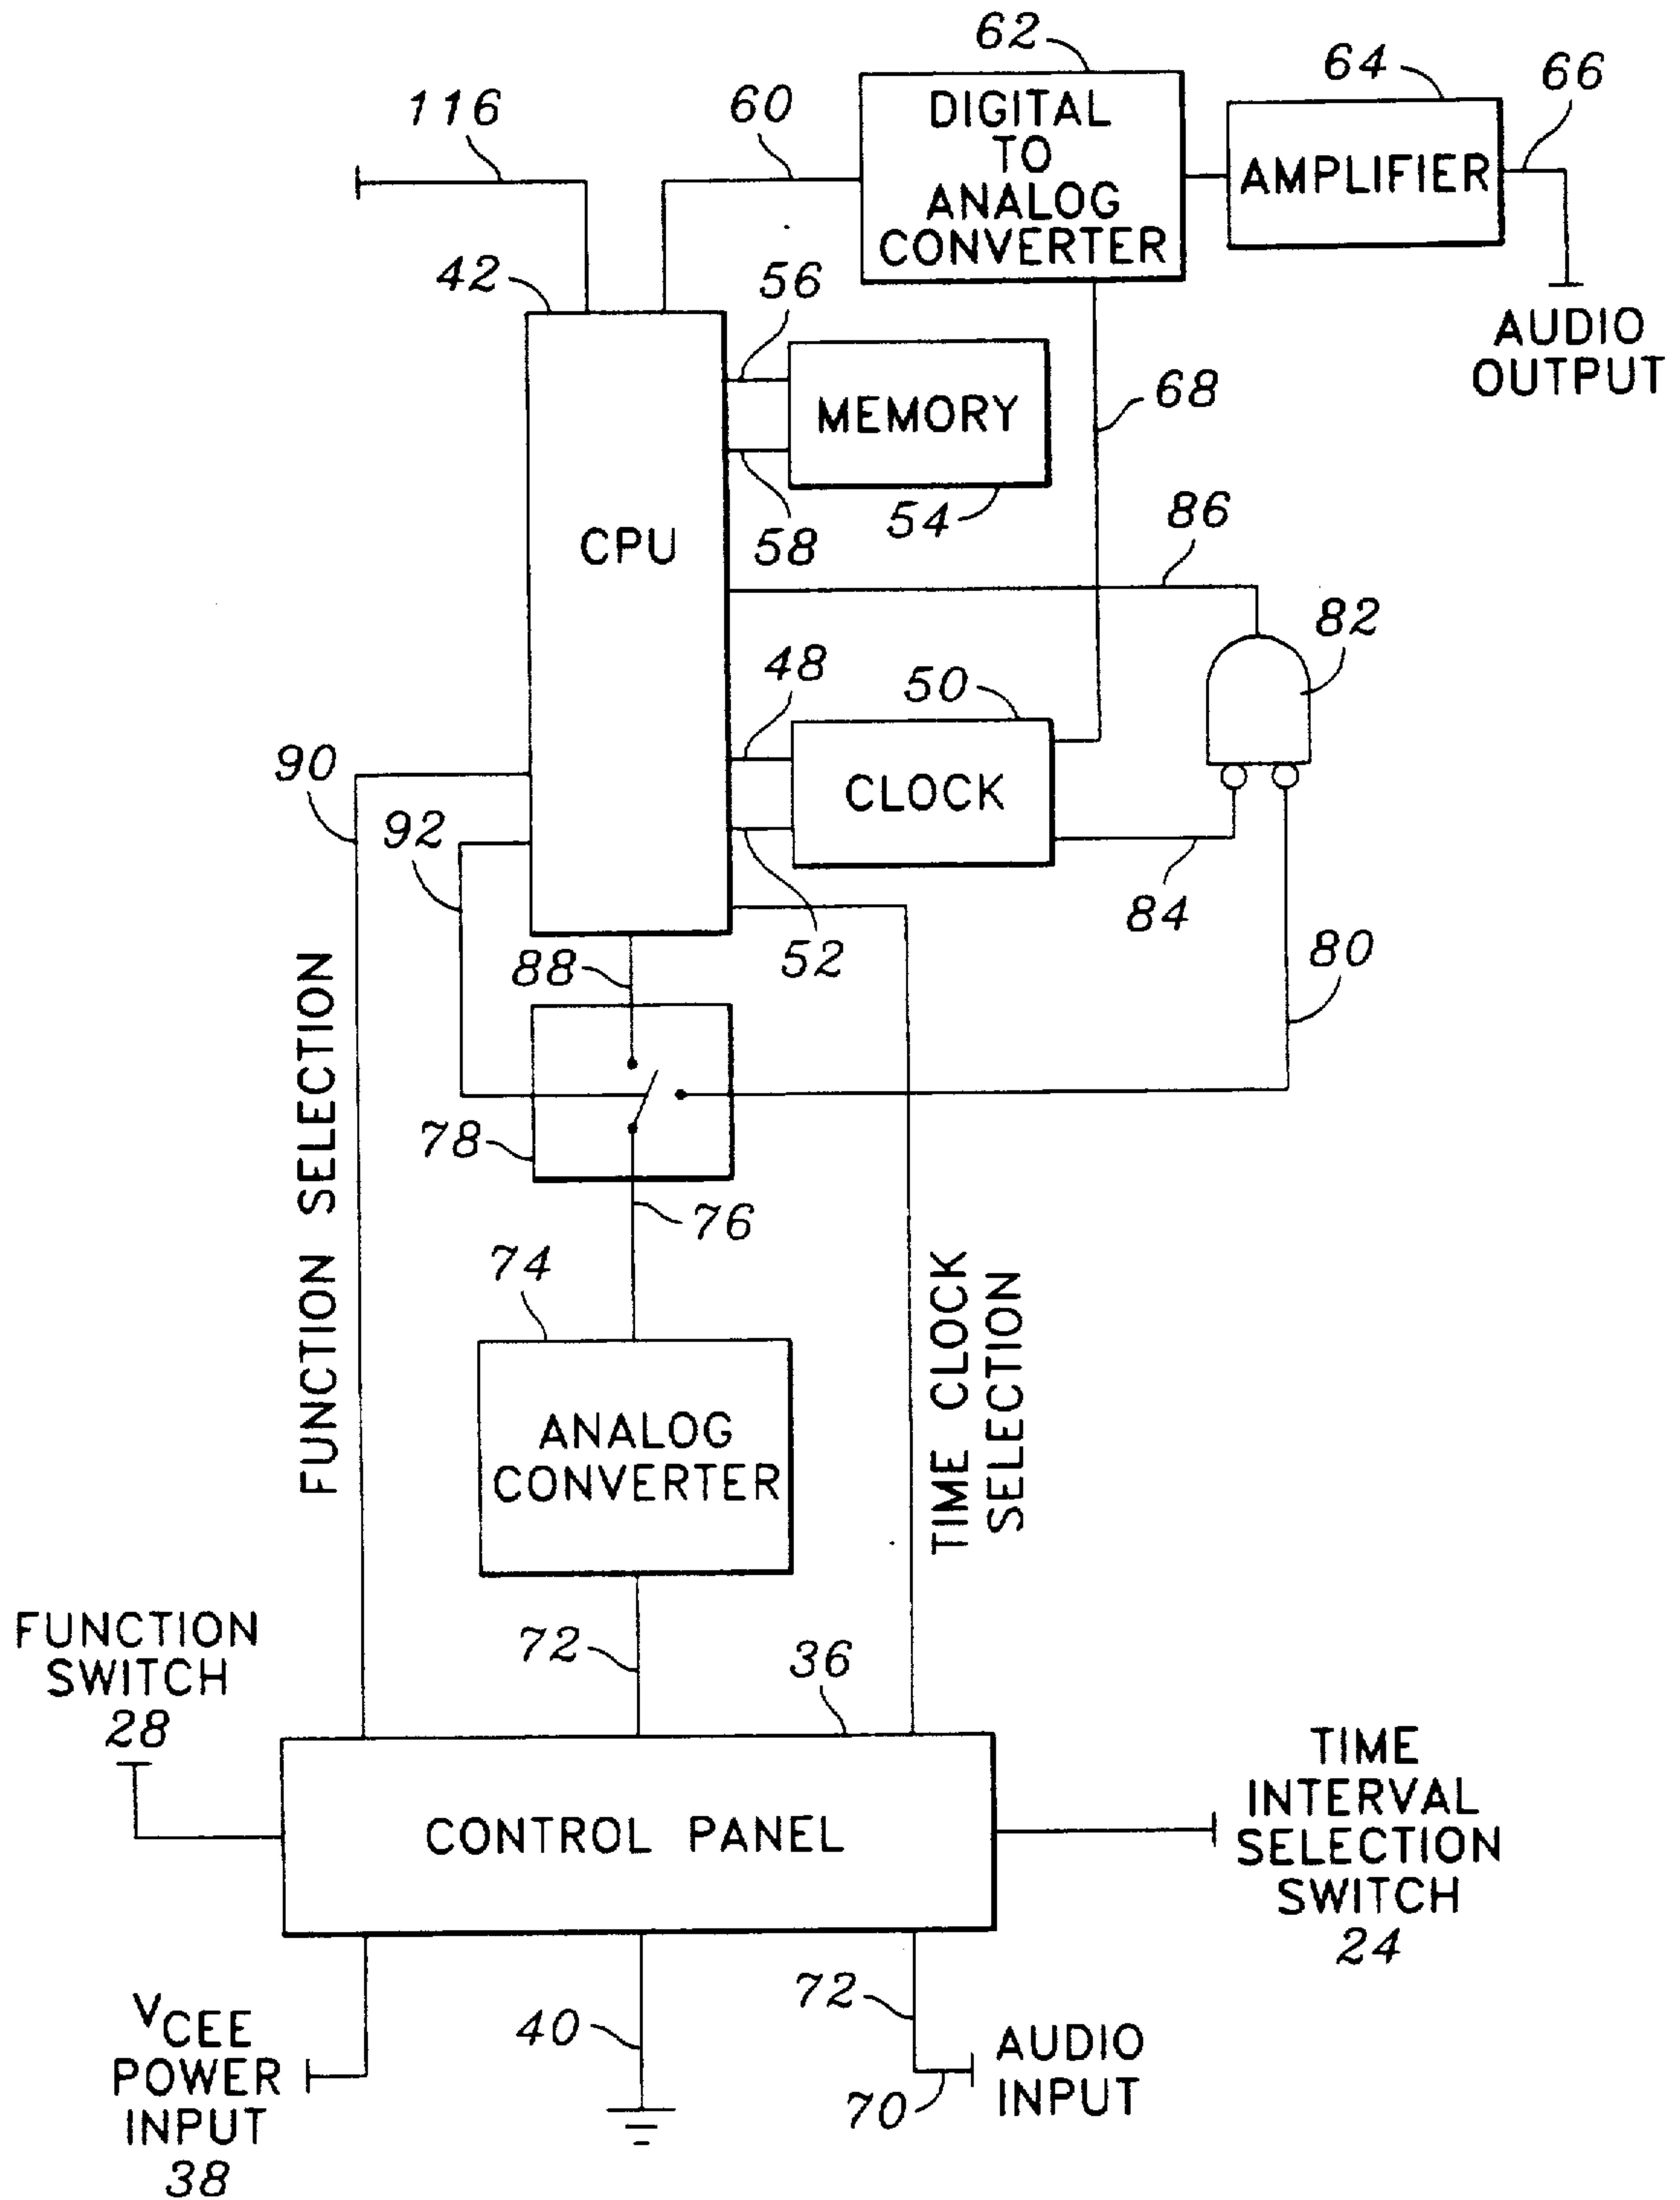 62
64
66
116
60
DIGITAL
TO
ANALOG
CONVERTER
AMPLIFIER
42
56
AUDIO
OUTPUT
MEMORY
68
58
54
86
CPU
82
48
50
90
CLOCK
92
84
88
52
80
FUNCTION SELECTION
78
76
74
TIME CLOCK
SELECTION
ANALOG
CONVERTER
FUNCTION
SWITCH
28
72
36
TIME
INTERVAL
SELECTION
SWITCH
24
CONTROL PANEL
VCEE
POWER
INPUT
38
40
72
70
AUDIO
INPUT